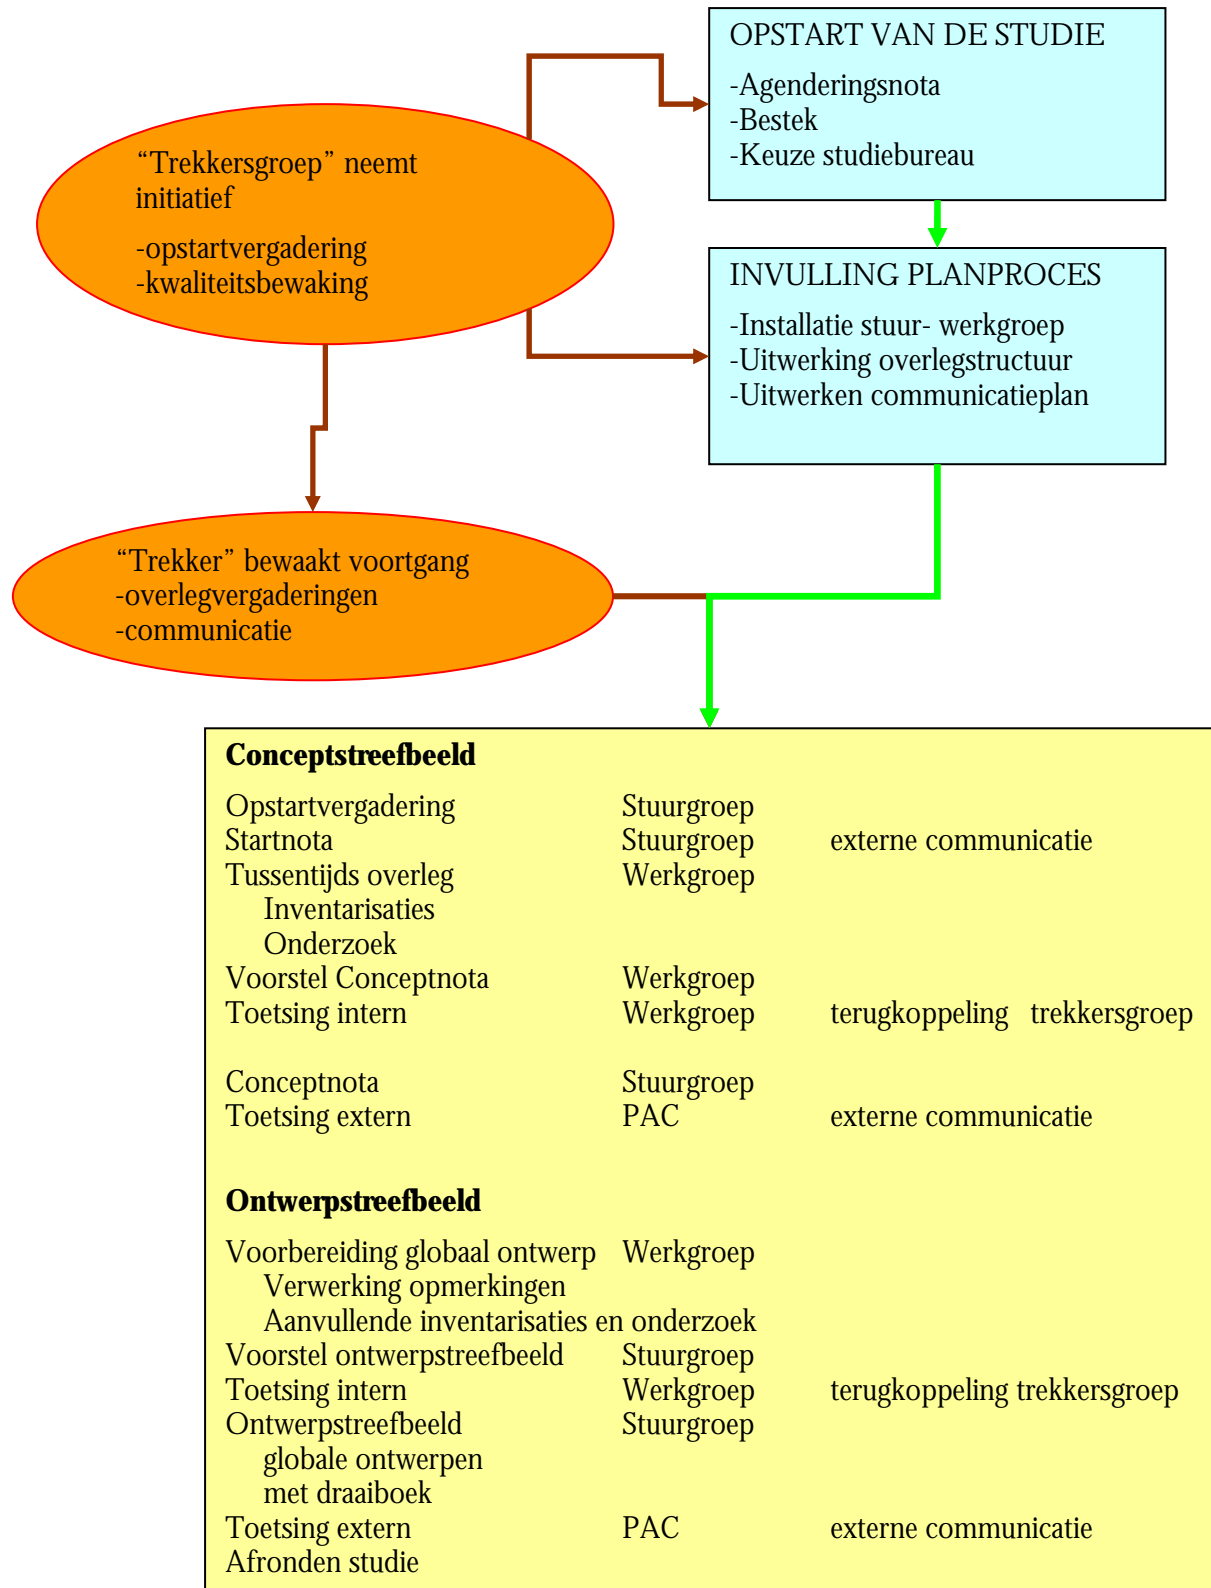 OPSTART VAN DE STUDIE
-Agenderingsnota
-Bestek
-Keuze studiebureau
“Trekkersgroep” neemt
initiatief
-opstartvergadering
-kwaliteitsbewaking
INVULLING PLANPROCES
-Installatie stuur- werkgroep
-Uitwerking overlegstructuur
-Uitwerken communicatieplan
“Trekker” bewaakt voortgang
-overlegvergaderingen
-communicatie
Conceptstreefbeeld
Opstartvergadering Stuurgroep
Startnota Stuurgroep externe communicatie
Tussentijds overleg Werkgroep
Inventarisaties
Onderzoek
Voorstel Conceptnota Werkgroep
Toetsing intern Werkgroep terugkoppeling trekkersgroep
Conceptnota Stuurgroep
Toetsing extern PAC externe communicatie
Ontwerpstreefbeeld
Voorbereiding globaal ontwerp Werkgroep
Verwerking opmerkingen
Aanvullende inventarisaties en onderzoek
Voorstel ontwerpstreefbeeld Stuurgroep
Toetsing intern Werkgroep terugkoppeling trekkersgroep
Ontwerpstreefbeeld Stuurgroep
globale ontwerpen
met draaiboek
Toetsing extern PAC externe communicatie
Afronden studie